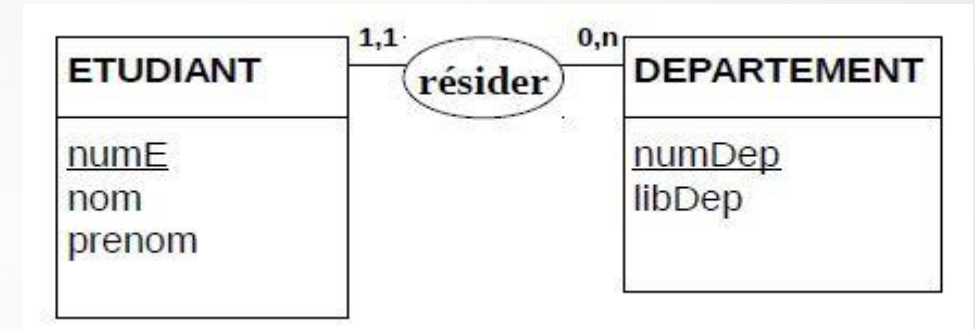 ETUDIANT
numE
nom
prenom
1,1
résider
0,n
DEPARTEMENT
numDep
libDep